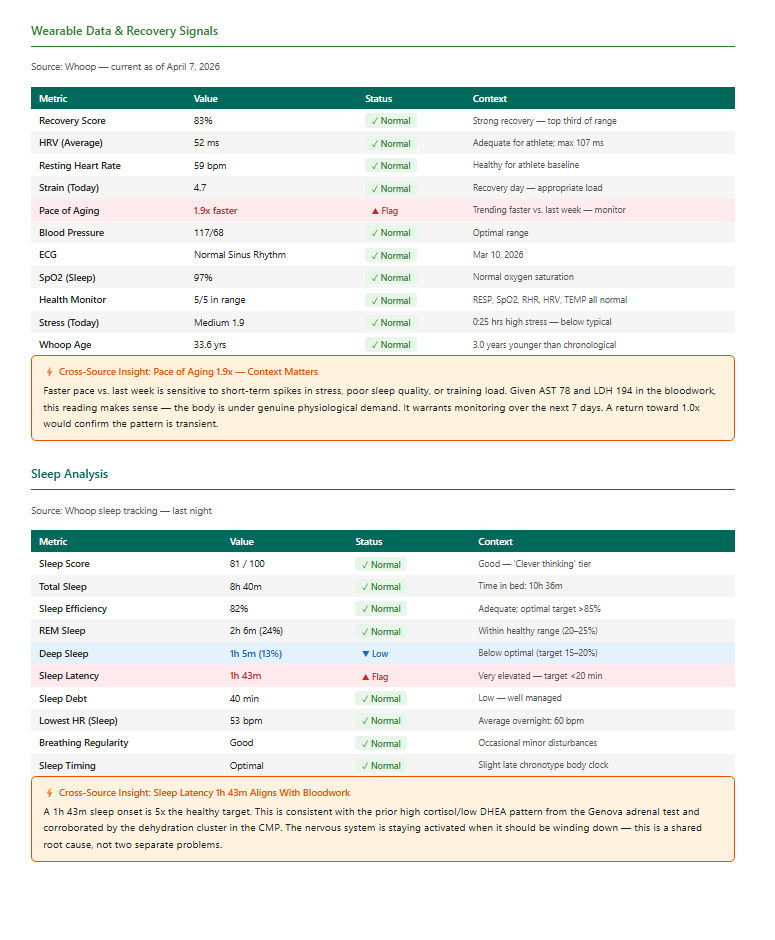 Wearable Data & Recovery Signals
Source: Whoop — current as of April 7, 2026
Metric Value Status Context
Recovery Score 83% ✓ Normal Strong recovery — top third of range
HRV (Average) 52 ms ✓ Normal Adequate for athlete; max 107 ms
Resting Heart Rate 59 bpm ✓ Normal Healthy for athlete baseline
Strain (Today) 4.7 ✓ Normal Recovery day — appropriate load
Pace of Aging 1.9x faster ▲ Flag Trending faster vs. last week — monitor
Blood Pressure 117/68 ✓ Normal Optimal range
ECG Normal Sinus Rhythm ✓ Normal Mar 10, 2026
SpO2 (Sleep) 97% ✓ Normal Normal oxygen saturation
Health Monitor 5/5 in range ✓ Normal RESP, SpO2, RHR, HRV, TEMP all normal
Stress (Today) Medium 1.9 ✓ Normal 0:25 hrs high stress — below typical
Whoop Age 33.6 yrs ✓ Normal 3.0 years younger than chronological
⚡ Cross-Source Insight: Pace of Aging 1.9x — Context Matters
Faster pace vs. last week is sensitive to short-term spikes in stress, poor sleep quality, or training load. Given AST 78 and LDH 194 in the bloodwork,
this reading makes sense — the body is under genuine physiological demand. It warrants monitoring over the next 7 days. A return toward 1.0x
would confirm the pattern is transient.
Sleep Analysis
Source: Whoop sleep tracking — last night
Metric Value Status Context
Sleep Score 81 / 100 ✓ Normal Good — 'Clever thinking' tier
Total Sleep 8h 40m ✓ Normal Time in bed: 10h 36m
Sleep Efficiency 82% ✓ Normal Adequate; optimal target >85%
REM Sleep 2h 6m (24%) ✓ Normal Within healthy range (20–25%)
Deep Sleep 1h 5m (13%) ▼ Low Below optimal (target 15–20%)
Sleep Latency 1h 43m ▲ Flag Very elevated — target <20 min
Sleep Debt 40 min ✓ Normal Low — well managed
Lowest HR (Sleep) 53 bpm ✓ Normal Average overnight: 60 bpm
Breathing Regularity Good ✓ Normal Occasional minor disturbances
Sleep Timing Optimal ✓ Normal Slight late chronotype body clock
⚡ Cross-Source Insight: Sleep Latency 1h 43m Aligns With Bloodwork
A 1h 43m sleep onset is 5x the healthy target. This is consistent with the prior high cortisol/low DHEA pattern from the Genova adrenal test and
corroborated by the dehydration cluster in the CMP. The nervous system is staying activated when it should be winding down — this is a shared
root cause, not two separate problems.